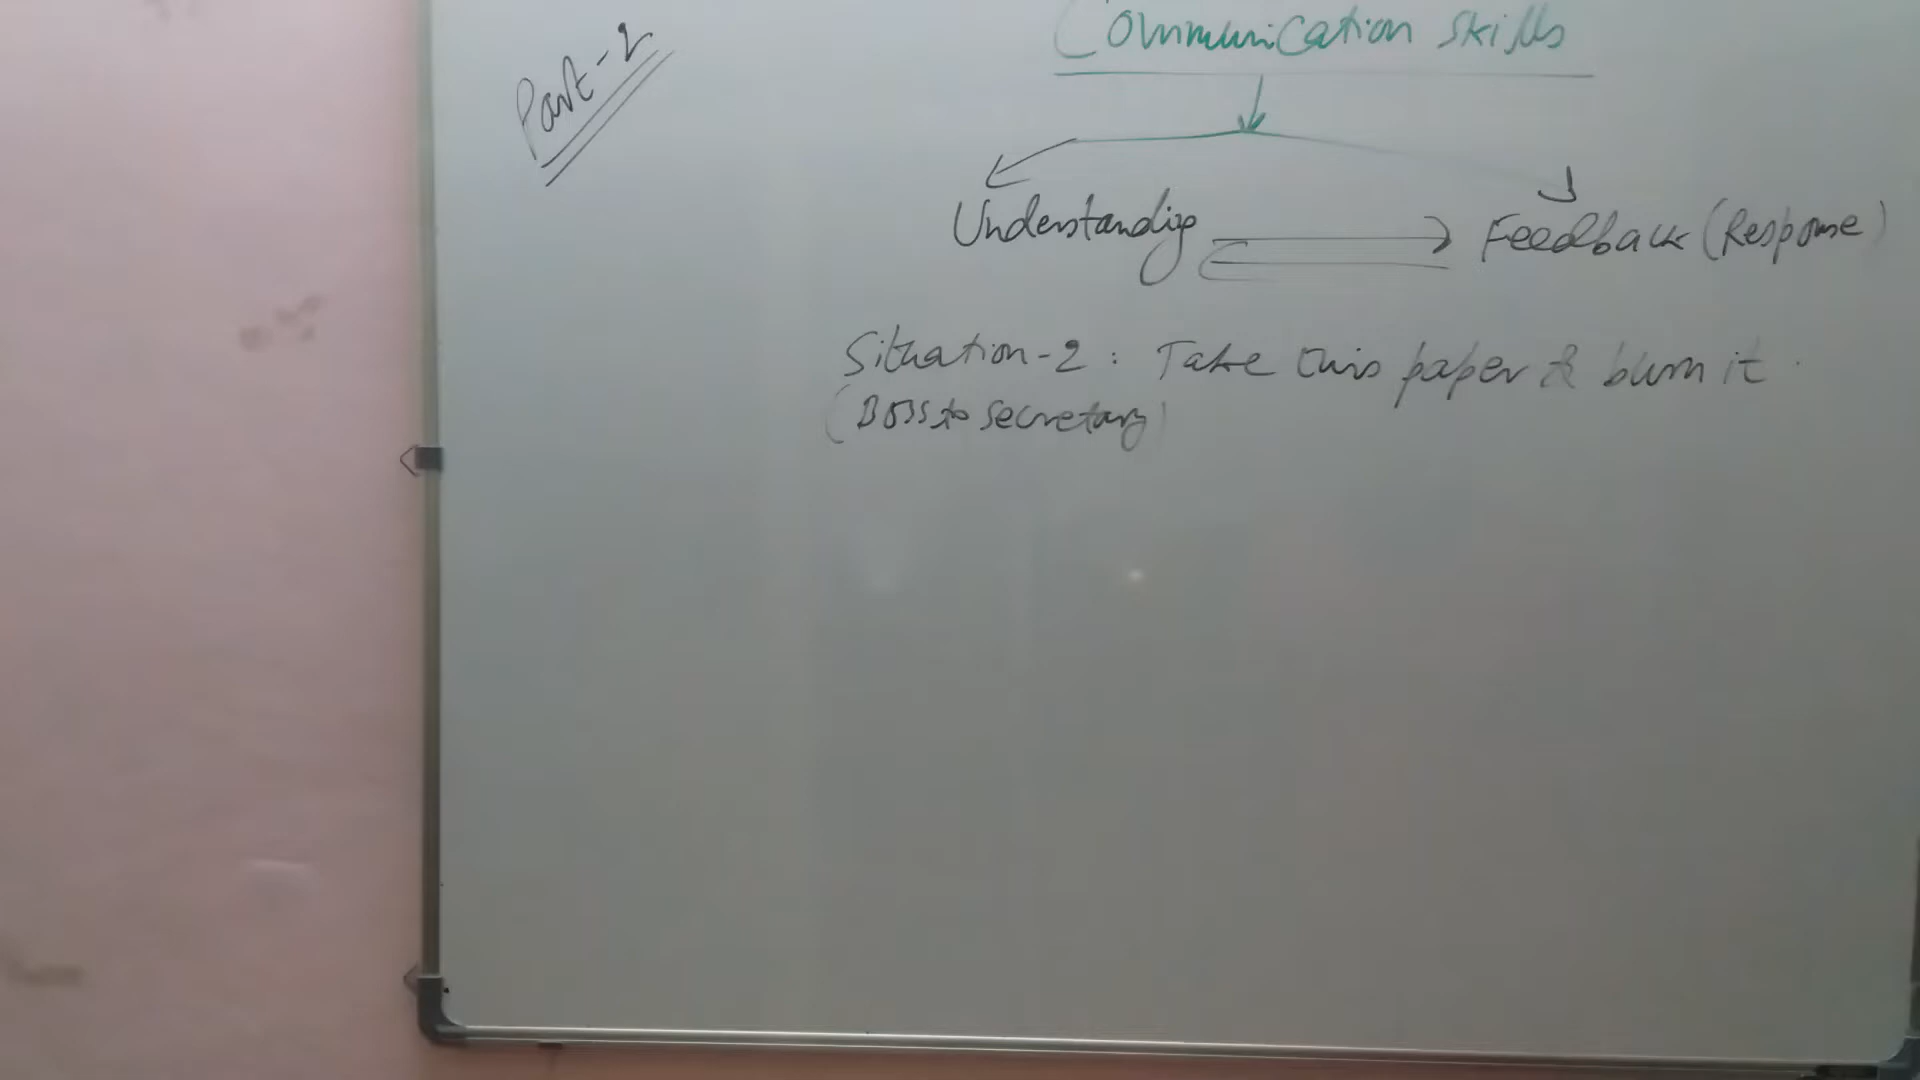 Part-2
Communication skills
Understanding
Feedback (Response)
Situation-2 : Take this paper & burn it.
(Boss to secretary)